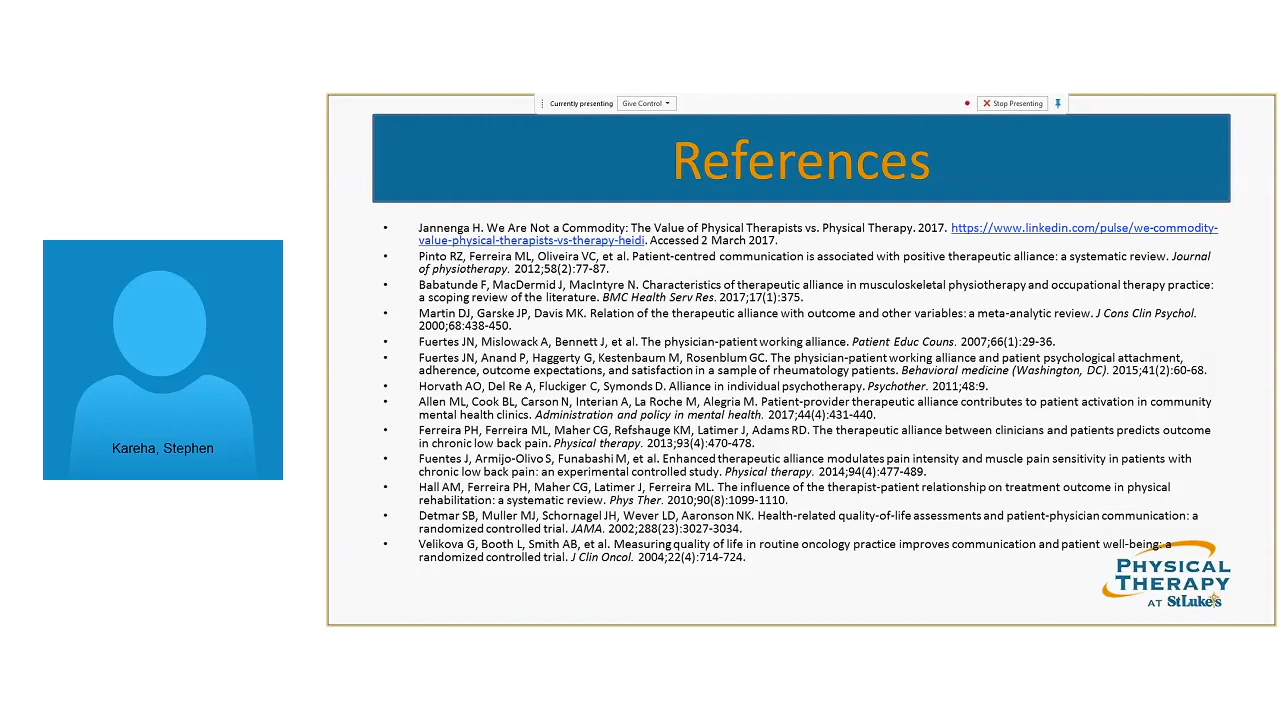 Currently presenting Give Control Stop Presenting
References
• Jannenga H. We Are Not a Commodity: The Value of Physical Therapists vs. Physical Therapy. 2017. https://www.linkedin.com/pulse/we-commodity-
value-physical-therapists-vs-therapy-heidi. Accessed 2 March 2017.
• Pinto RZ, Ferreira ML, Oliveira VC, et al. Patient-centred communication is associated with positive therapeutic alliance: a systematic review. Journal
of physiotherapy. 2012;58(2):77-87.
• Babatunde F, MacDermid J, MacIntyre N. Characteristics of therapeutic alliance in musculoskeletal physiotherapy and occupational therapy practice:
a scoping review of the literature. BMC Health Serv Res. 2017;17(1):375.
• Martin DJ, Garske JP, Davis MK. Relation of the therapeutic alliance with outcome and other variables: a meta-analytic review. J Cons Clin Psychol.
2000;68:438-450.
• Fuertes JN, Mislowack A, Bennett J, et al. The physician-patient working alliance. Patient Educ Couns. 2007;66(1):29-36.
• Fuertes JN, Anand P, Haggerty G, Kestenbaum M, Rosenblum GC. The physician-patient working alliance and patient psychological attachment,
adherence, outcome expectations, and satisfaction in a sample of rheumatology patients. Behavioral medicine (Washington, DC). 2015;41(2):60-68.
• Horvath AO, Del Re A, Fluckiger C, Symonds D. Alliance in individual psychotherapy. Psychother. 2011;48:9.
• Allen ML, Cook BL, Carson N, Interian A, La Roche M, Alegria M. Patient-provider therapeutic alliance contributes to patient activation in community
mental health clinics. Administration and policy in mental health. 2017;44(4):431-440.
• Ferreira PH, Ferreira ML, Maher CG, Refshauge KM, Latimer J, Adams RD. The therapeutic alliance between clinicians and patients predicts outcome
in chronic low back pain. Physical therapy. 2013;93(4):470-478.
• Fuentes J, Armijo-Olivo S, Funabashi M, et al. Enhanced therapeutic alliance modulates pain intensity and muscle pain sensitivity in patients with
chronic low back pain: an experimental controlled study. Physical therapy. 2014;94(4):477-489.
• Hall AM, Ferreira PH, Maher CG, Latimer J, Ferreira ML. The influence of the therapist-patient relationship on treatment outcome in physical
rehabilitation: a systematic review. Phys Ther. 2010;90(8):1099-1110.
• Detmar SB, Muller MJ, Schornagel JH, Wever LD, Aaronson NK. Health-related quality-of-life assessments and patient-physician communication: a
randomized controlled trial. JAMA. 2002;288(23):3027-3034.
• Velikova G, Booth L, Smith AB, et al. Measuring quality of life in routine oncology practice improves communication and patient well-being: a
randomized controlled trial. J Clin Oncol. 2004;22(4):714-724.
PHYSICAL
THERAPY
AT StLuke's
Kareha, Stephen